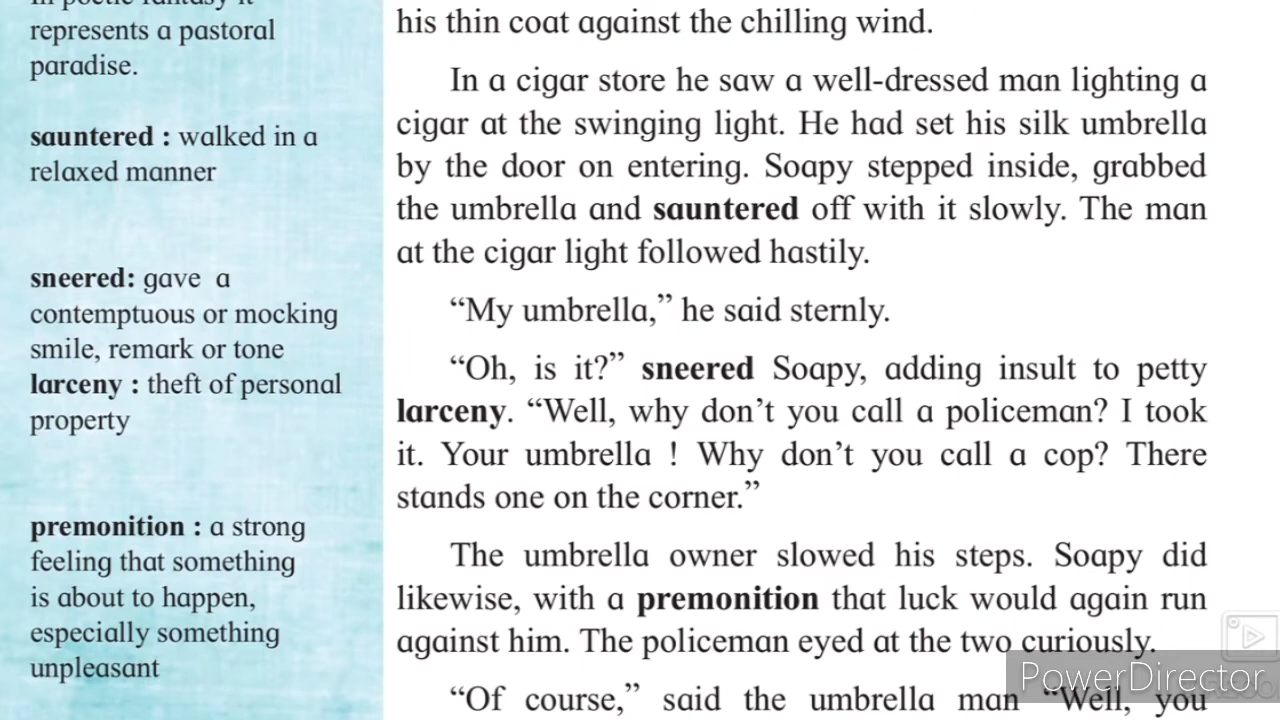 In poetic fantasy it
represents a pastoral
paradise.
sauntered : walked in a
relaxed manner
sneered: gave a
contemptuous or mocking
smile, remark or tone
larceny : theft of personal
property
premonition : a strong
feeling that something
is about to happen,
especially something
unpleasant
his thin coat against the chilling wind.
In a cigar store he saw a well-dressed man lighting a
cigar at the swinging light. He had set his silk umbrella
by the door on entering. Soapy stepped inside, grabbed
the umbrella and sauntered off with it slowly. The man
at the cigar light followed hastily.
“My umbrella,” he said sternly.
“Oh, is it?” sneered Soapy, adding insult to petty
larceny. “Well, why don’t you call a policeman? I took
it. Your umbrella ! Why don’t you call a cop? There
stands one on the corner.”
The umbrella owner slowed his steps. Soapy did
likewise, with a premonition that luck would again run
against him. The policeman eyed at the two curiously.
“Of course,” said the umbrella man “Well, you
PowerDirector